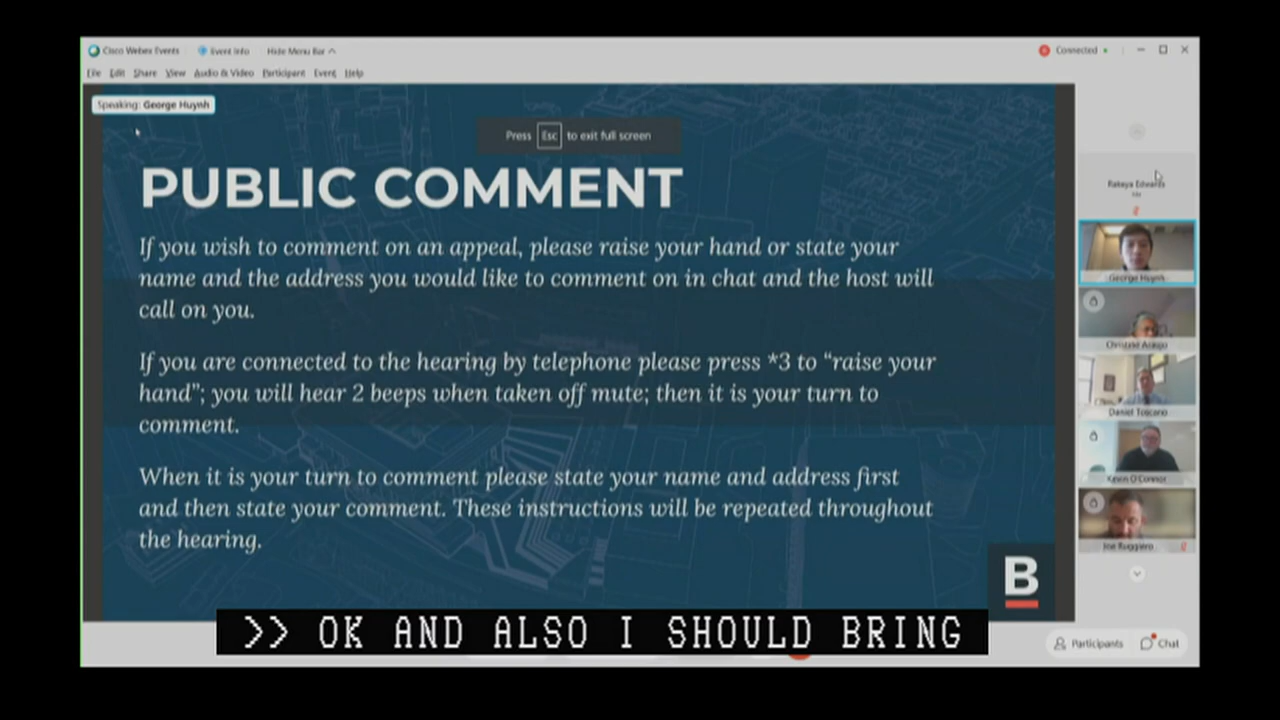 Cisco Webex Events Event Info Hide Menu Bar Connected
File Edit Share View Audio & Video Participant Event Help
Speaking: George Huynh
Press Esc to exit full screen
PUBLIC COMMENT
If you wish to comment on an appeal, please raise your hand or state your
name and the address you would like to comment on in chat and the host will
call on you.
If you are connected to the hearing by telephone please press *3 to “raise your
hand”; you will hear 2 beeps when taken off mute; then it is your turn to
comment.
When it is your turn to comment please state your name and address first
and then state your comment. These instructions will be repeated throughout
the hearing.
B
Rakeya Edwards
George Huynh
Christine Araujo
Daniel Toscano
Kevin O'Connor
Joe Ruggiero
>> OK AND ALSO I SHOULD BRING
Participants Chat